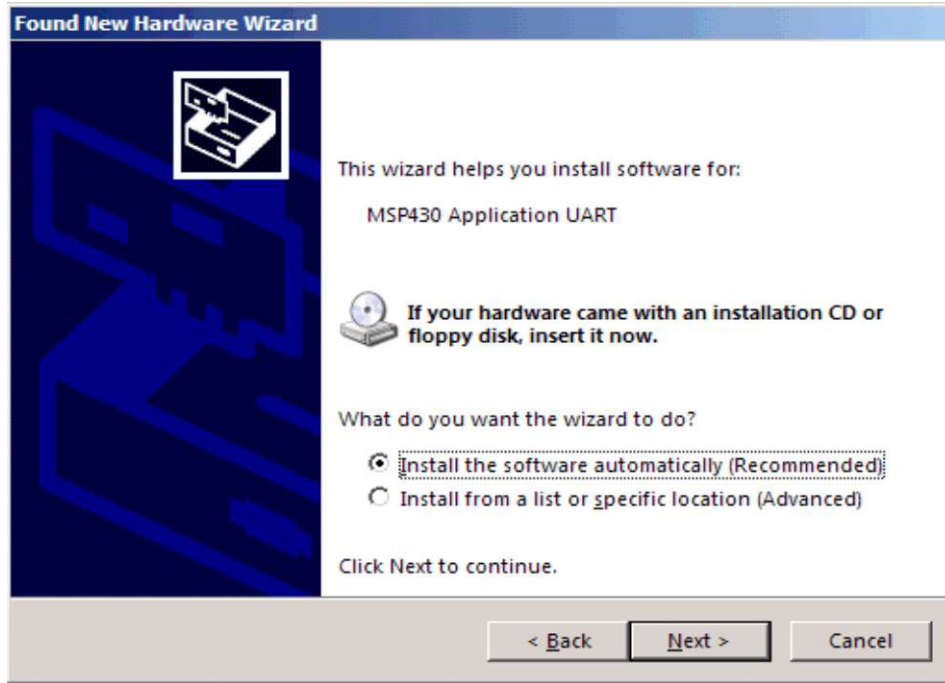 Found New Hardware Wizard
This wizard helps you install software for:
MSP430 Application UART
If your hardware came with an installation CD or
floppy disk, insert it now.
What do you want the wizard to do?
Install the software automatically (Recommended)
Install from a list or specific location (Advanced)
Click Next to continue.
< Back
Next >
Cancel